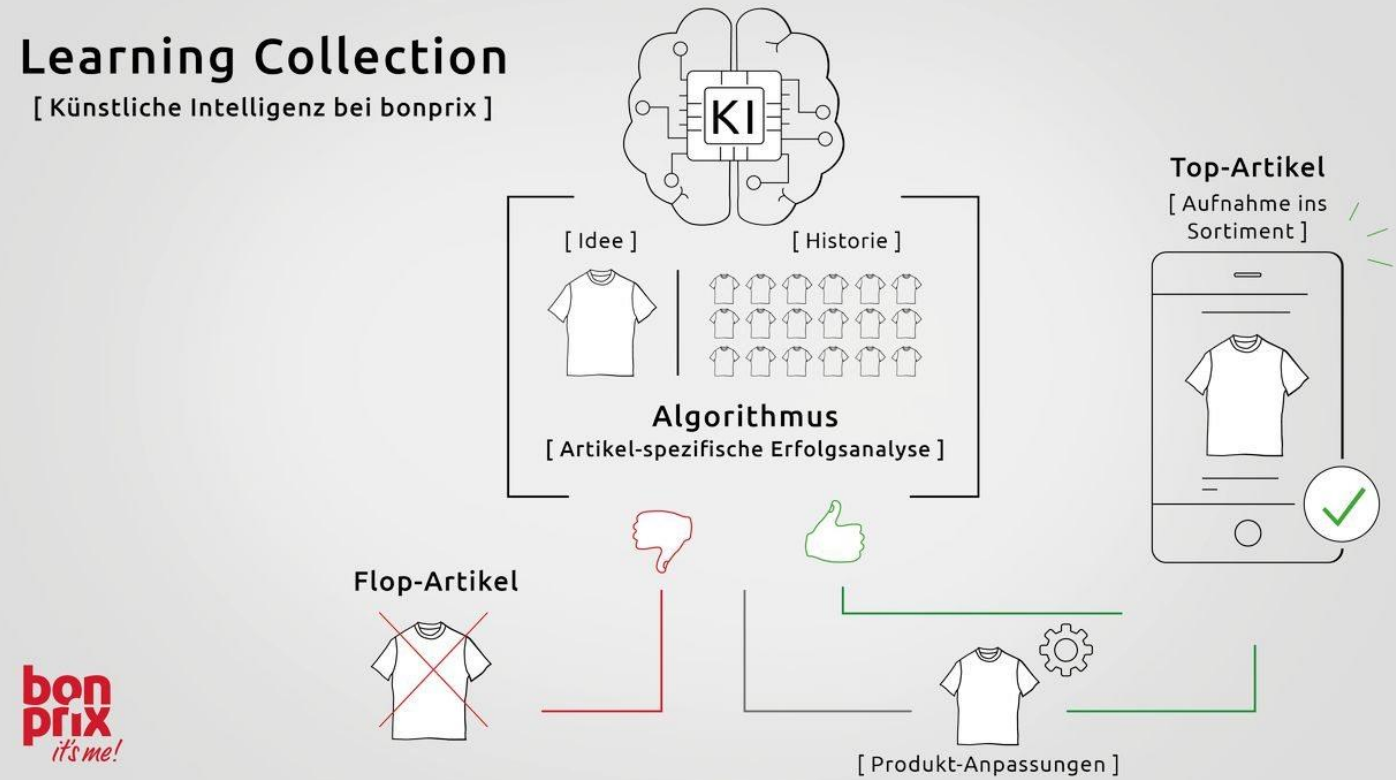 Learning Collection
[ Künstliche Intelligenz bei bonprix ]
KI
[ Idee ]
[ Historie ]
Algorithmus
[ Artikel-spezifische Erfolgsanalyse ]
Top-Artikel
[ Aufnahme ins
Sortiment ]
Flop-Artikel
[ Produkt-Anpassungen ]
bon
prix
it's me!